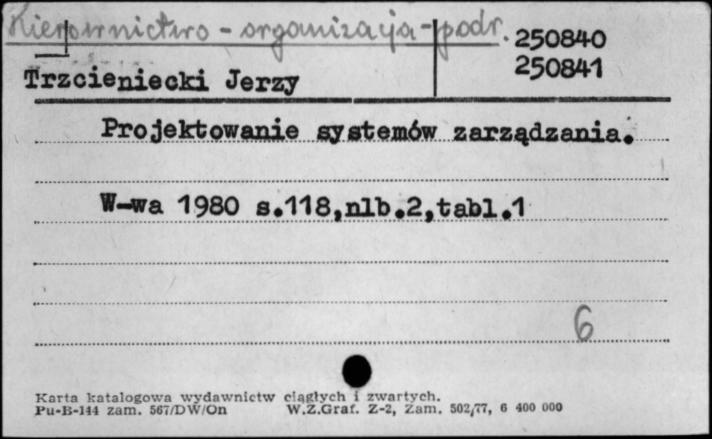 Kierownictwo - organizacja - podr.
250840
250841
Trzcieniecki Jerzy
Projektowanie systemów zarządzania.
W-wa 1980 s.118,nlb.2,tabl.1
6
Karta katalogowa wydawnictw ciągłych i zwartych.
Pu-B-144 zam. 567/DW/On W.Z.Graf. Z-2, Zam. 502/77, 6 400 000